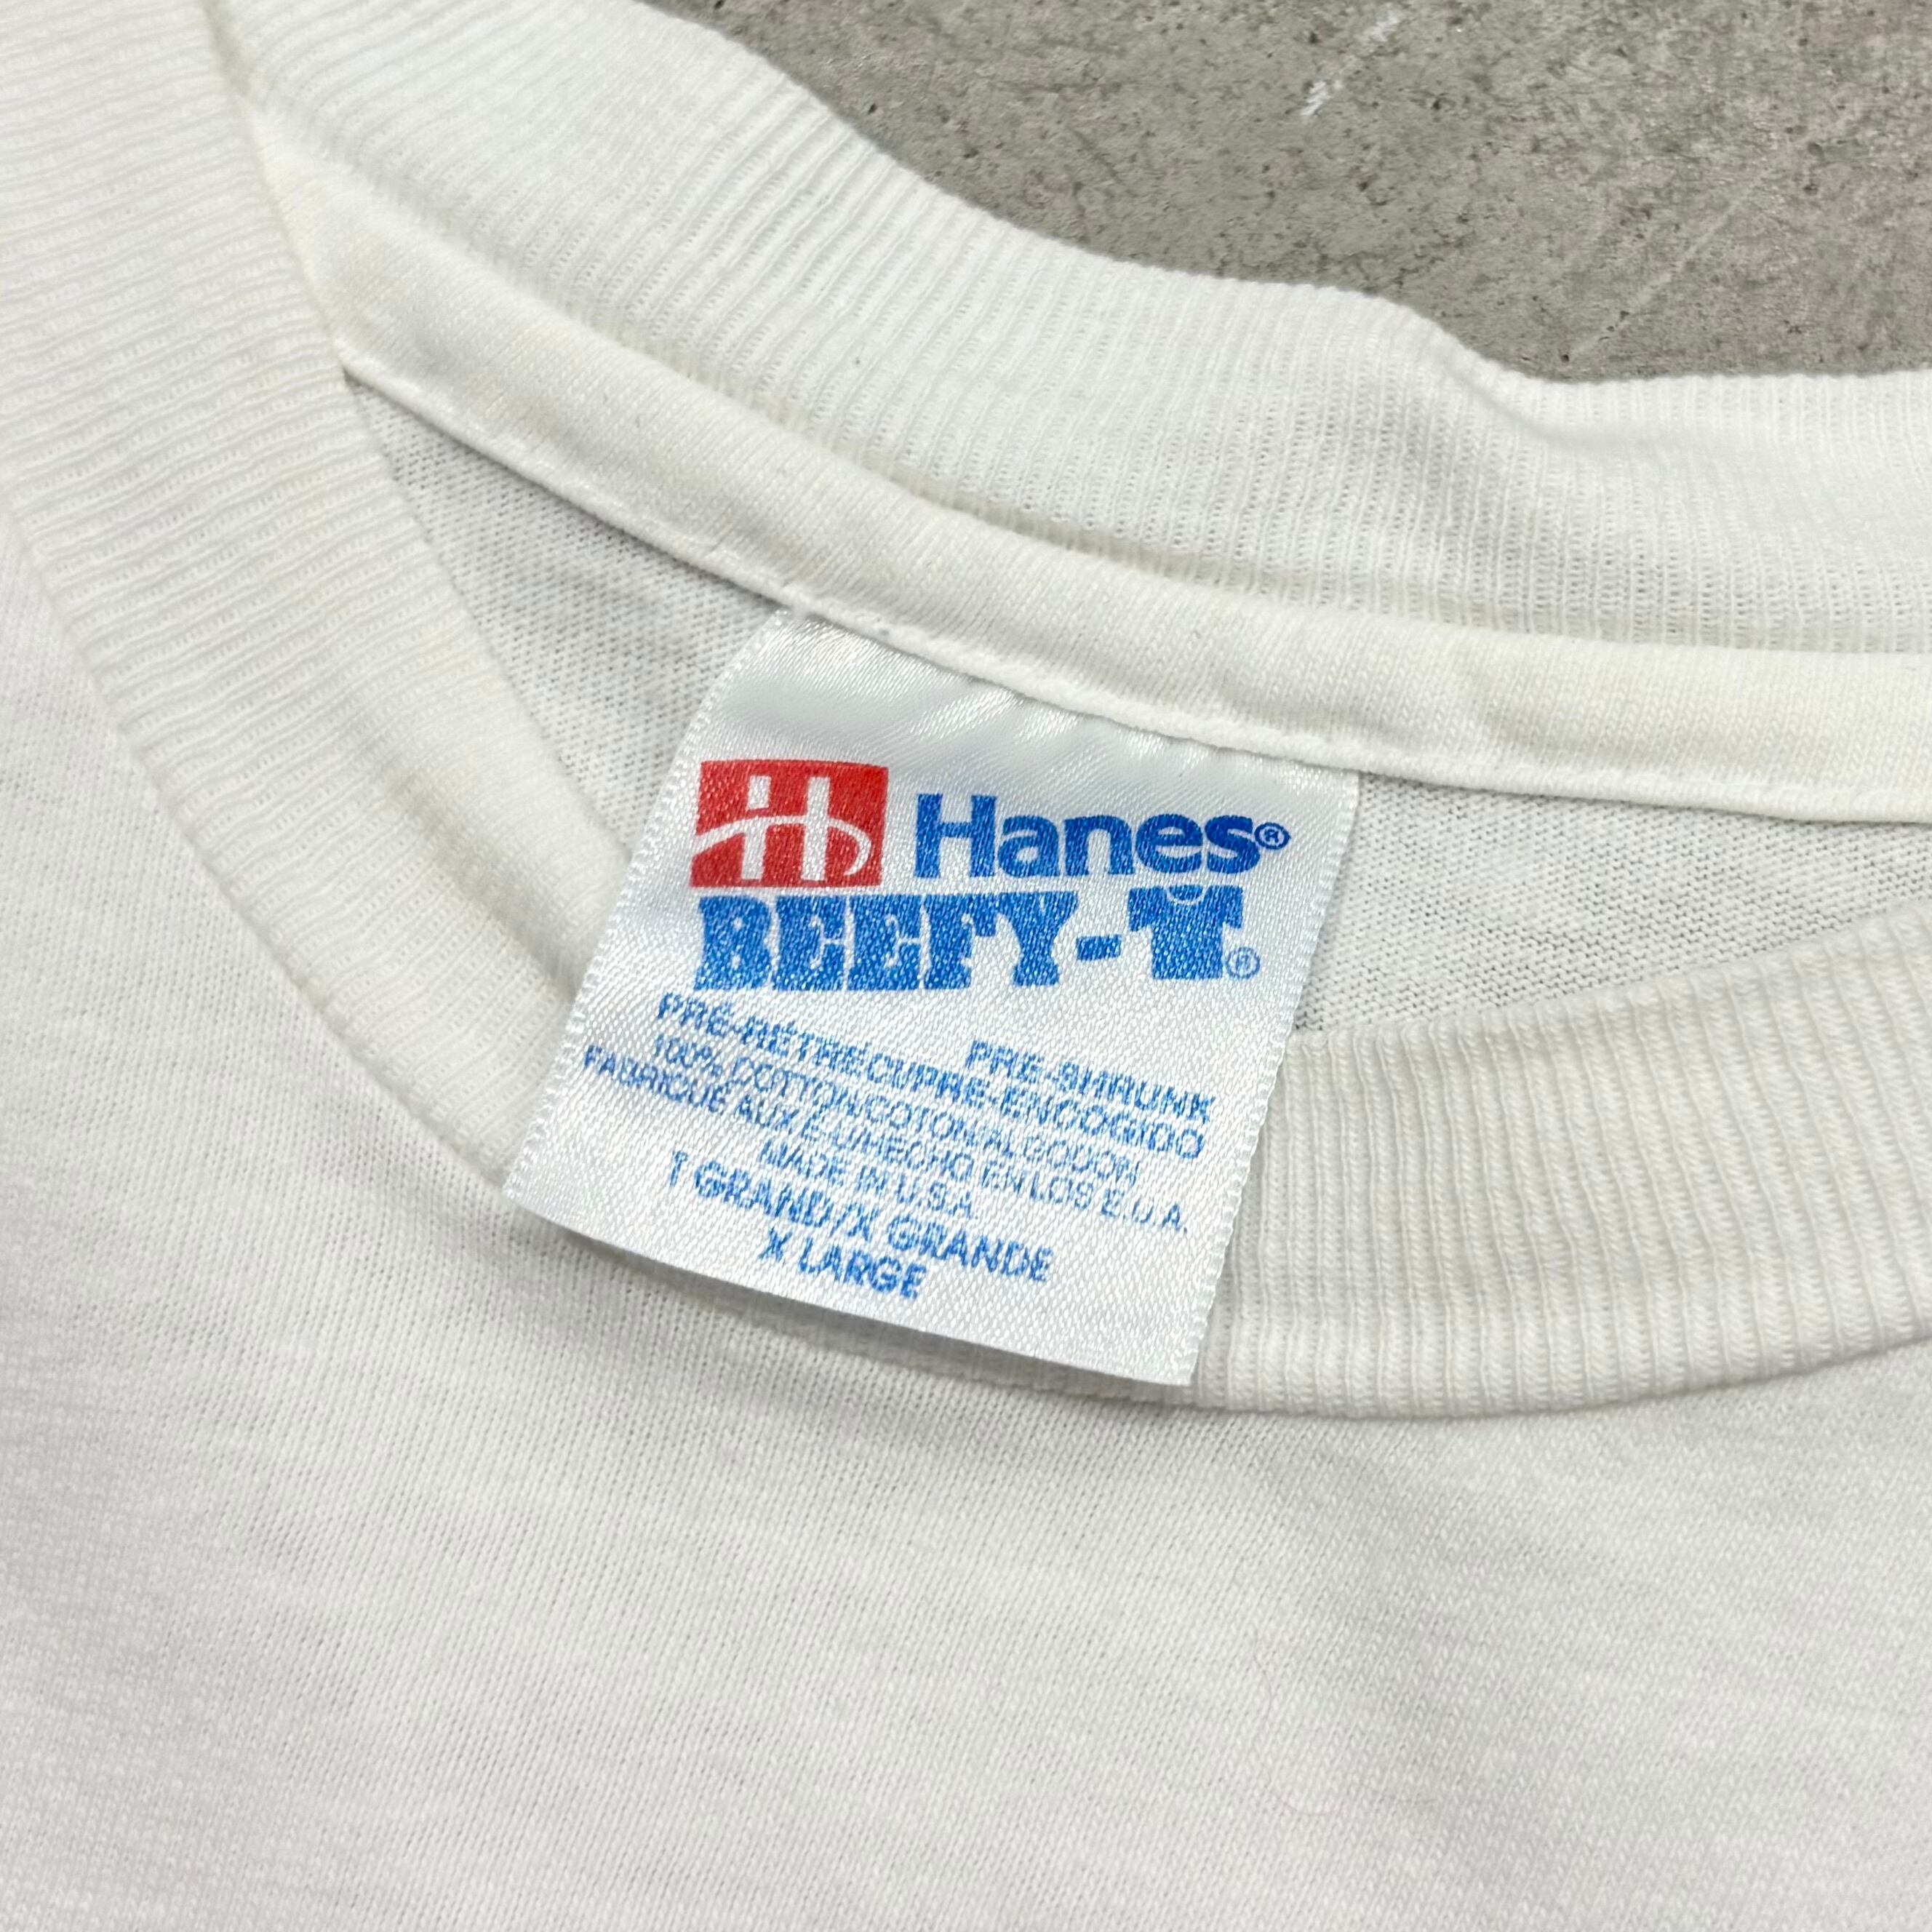 H Hanes®
BEEFY-T®
PRE-SHRUNK
PRÉ-RÉTRÉCI/PRE-ENCOGIDO
100% COTTON/COTON/ALGODON
FABRIQUÉ AUX É.U/HECHO EN LOS E.U.A.
MADE IN U.S.A.
T GRAND/X GRANDE
X LARGE